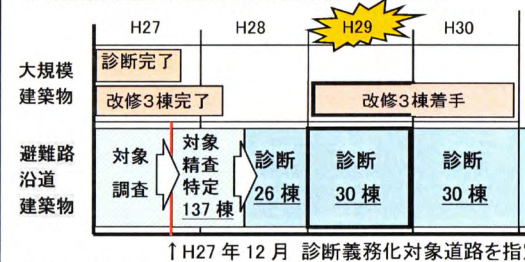 H27 H28 H29 H30
大規模
建築物
診断完了
改修3棟完了
改修3棟着手
避難路
沿道
建築物
対象
調査
対象
精査
特定
137棟
診断
26棟
診断
30棟
診断
30棟
↑H27年12月 診断義務化対象道路を指